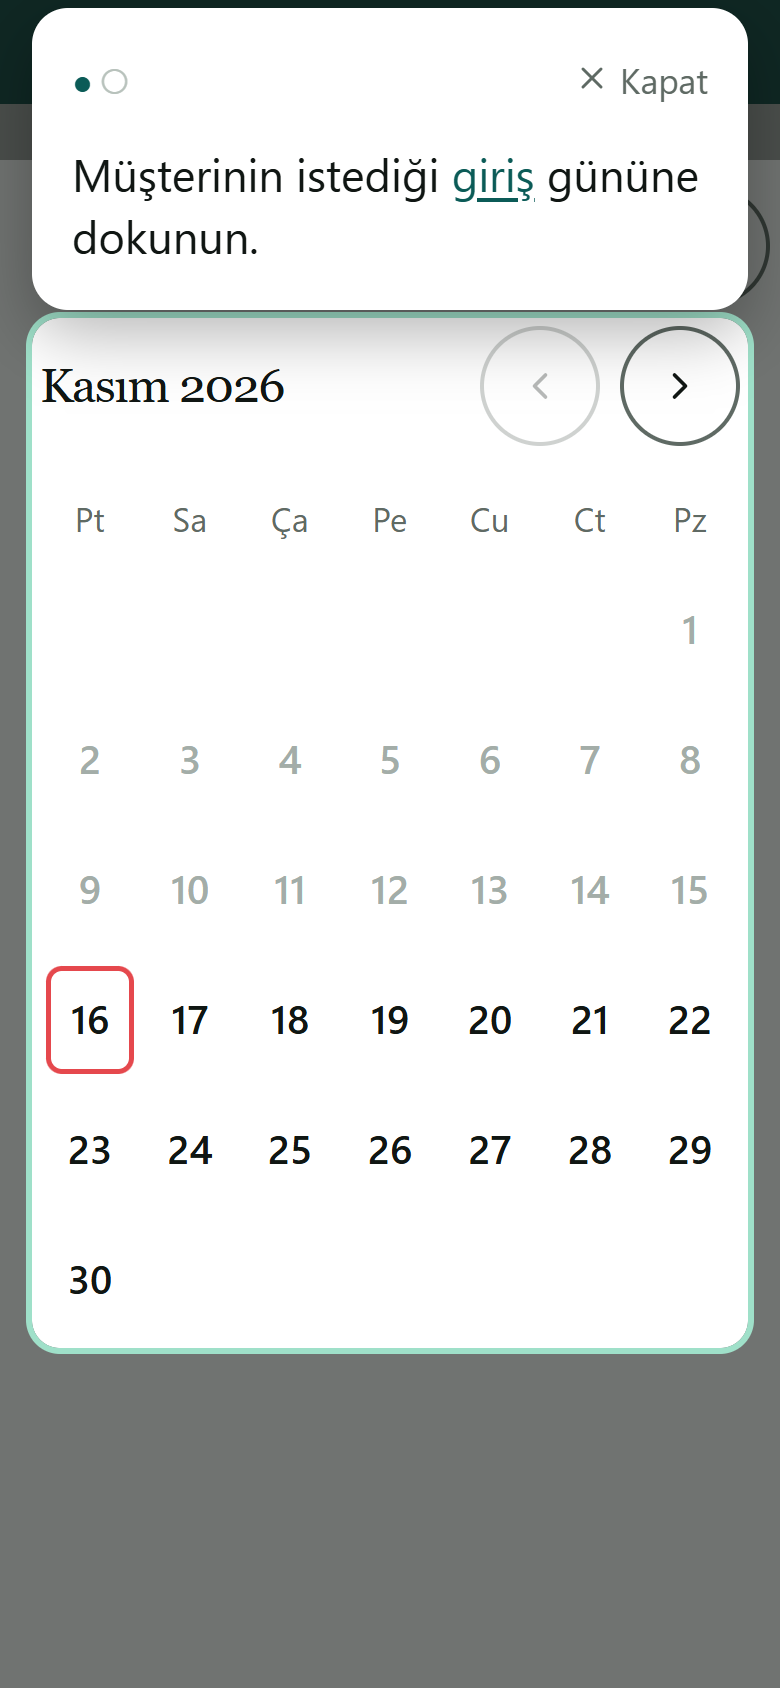 Kapat
Müşterinin istediği giriş gününe
dokunun.
Kasım 2026
Pt Sa Ça Pe Cu Ct Pz
1
2 3 4 5 6 7 8
9 10 11 12 13 14 15
16 17 18 19 20 21 22
23 24 25 26 27 28 29
30